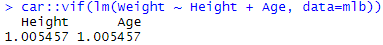 > car::vif(lm(Weight ~ Height + Age, data=mlb))
Height Age
1.005457 1.005457